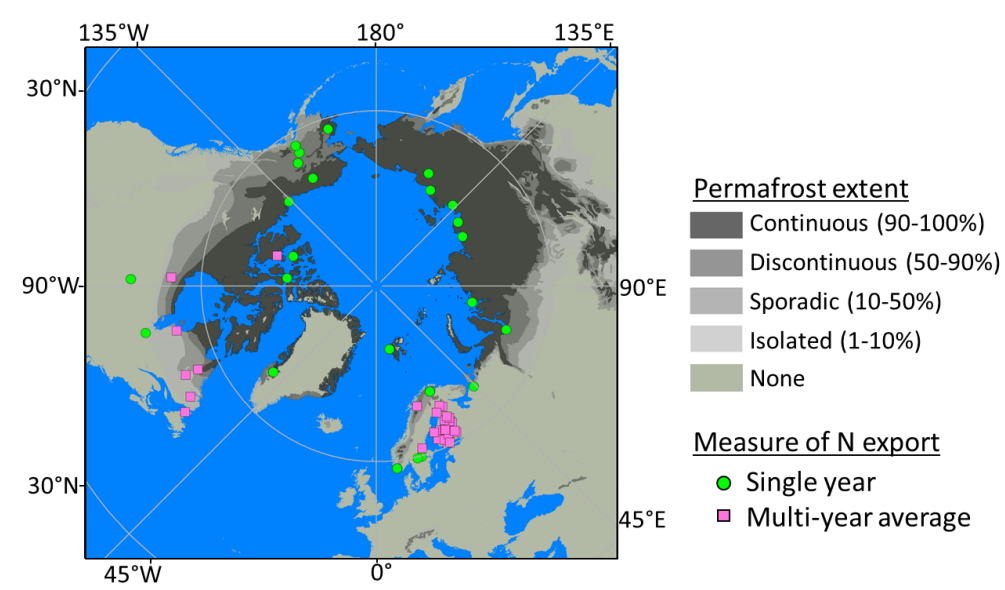 135°W 180° 135°E
30°N
Permafrost extent
Continuous (90-100%)
Discontinuous (50-90%)
90°W 90°E
Sporadic (10-50%)
Isolated (1-10%)
None
Measure of N export
30°N
Single year
45°E
Multi-year average
45°W 0°